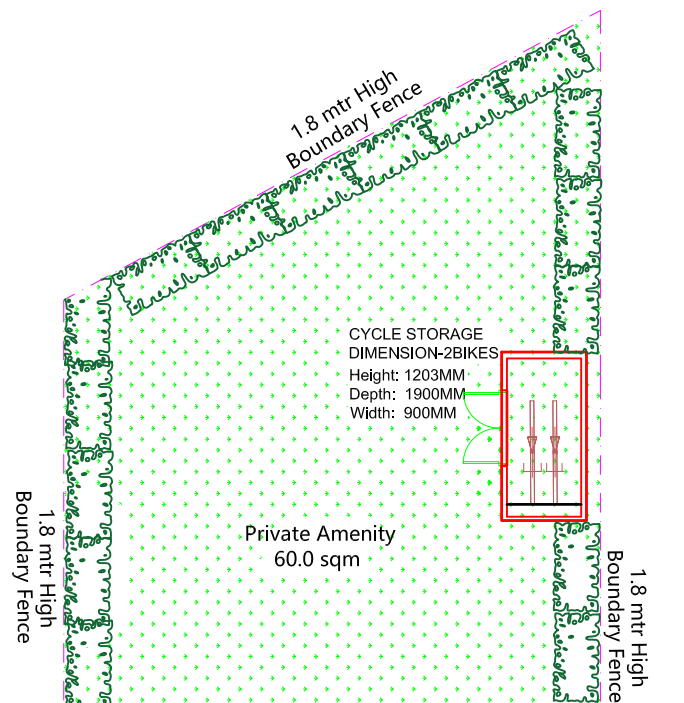 1.8 mtr High
Boundary Fence
CYCLE STORAGE
DIMENSION-2BIKES
Height: 1203MM
Depth: 1900MM
Width: 900MM
1.8 mtr High
Boundary Fence
Private Amenity
60.0 sqm
1.8 mtr High
Boundary Fence